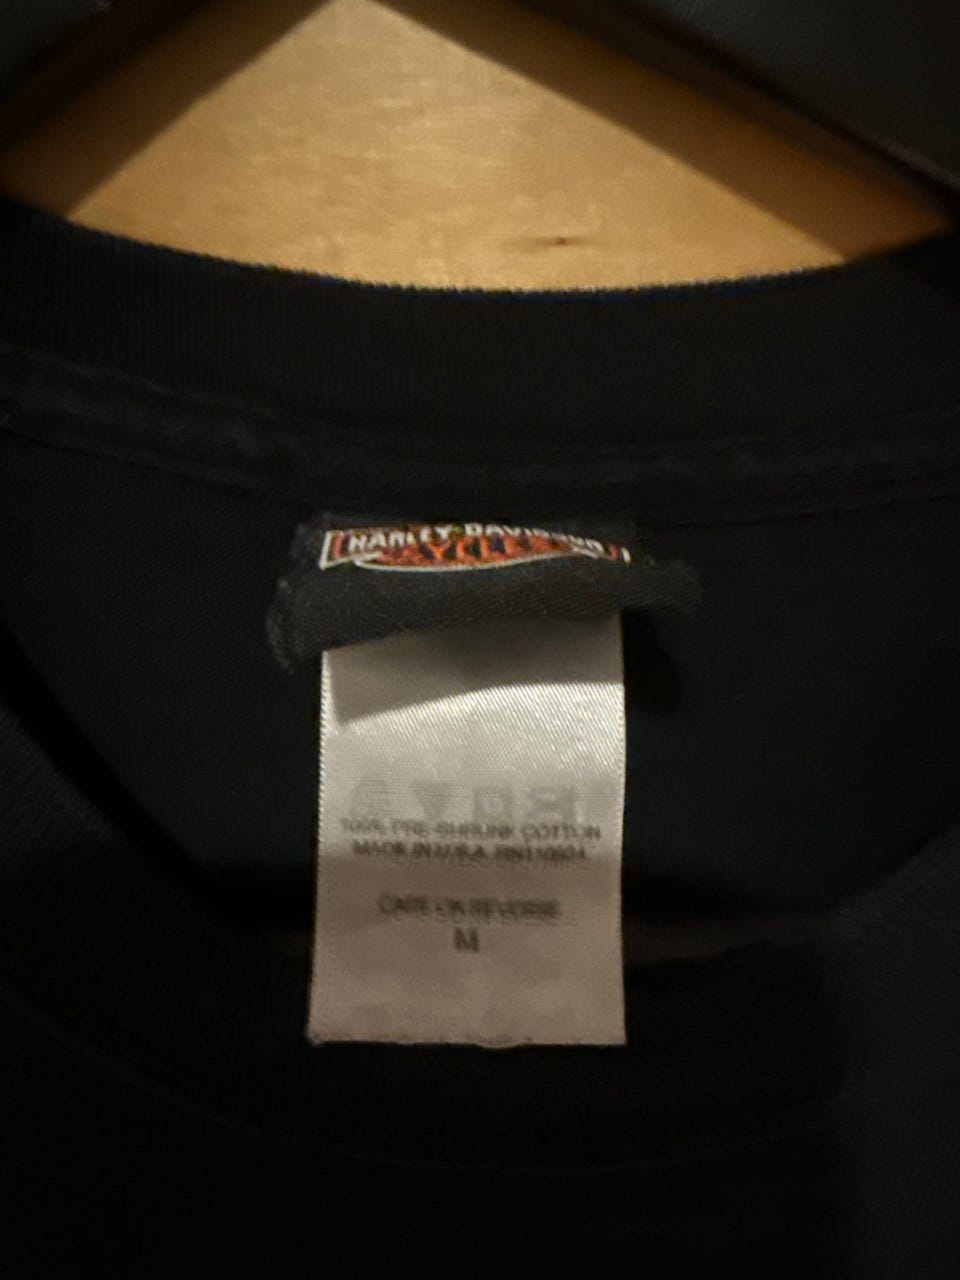 HARLEY-DAVIDSON
CYCLES
100% PRE-SHRUNK COTTON
MADE IN U.S.A.
CARE ON REVERSE
M